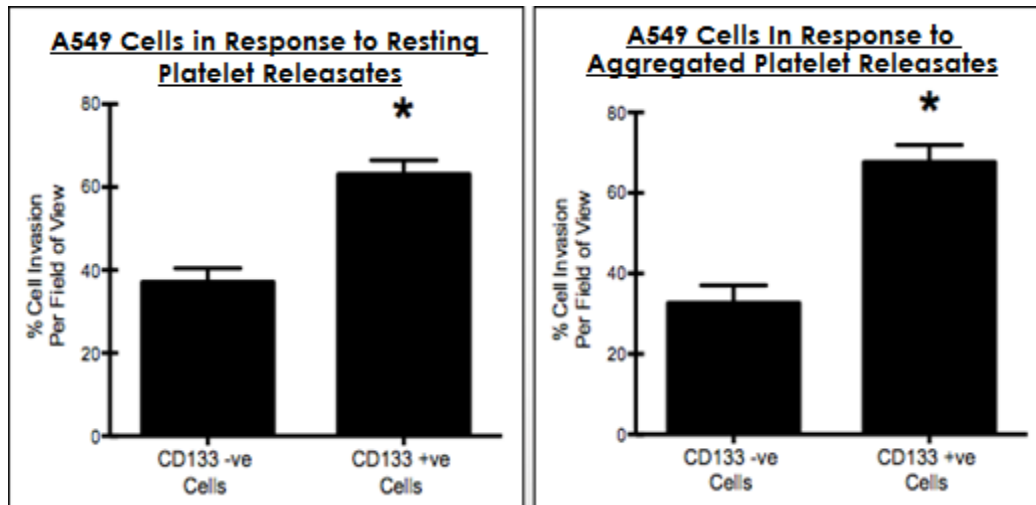 A549 Cells in Response to Resting
Platelet Releasates
*
80
60
40
20
0
% Cell Invasion
Per Field of View
CD133 -ve
Cells
CD133 +ve
Cells
A549 Cells In Response to
Aggregated Platelet Releasates
*
80
60
40
20
0
% Cell Invasion
Per Field of View
CD133 -ve
Cells
CD133 +ve
Cells